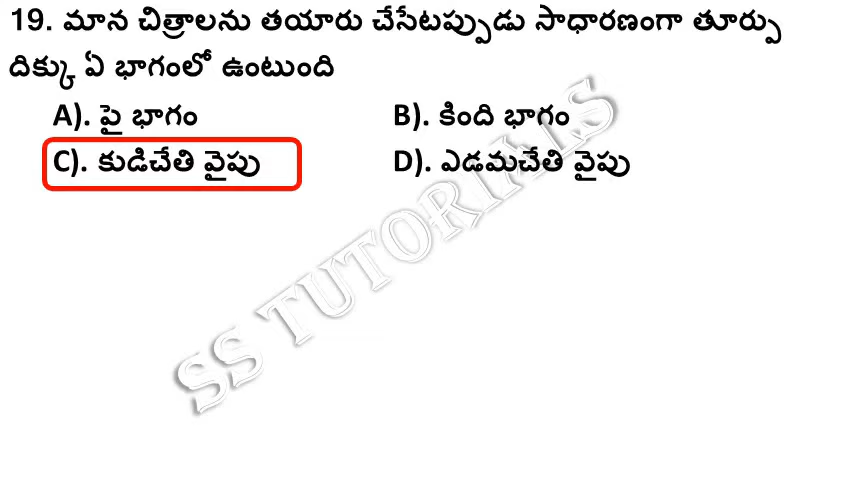 19. మాన చిత్రాలను తయారు చేసేటప్పుడు సాధారణంగా తూర్పు
దిక్కు ఏ భాగంలో ఉంటుంది
A). పై భాగం B). కింది భాగం
C). కుడిచేతి వైపు D). ఎడమచేతి వైపు
SS TUTORIALS